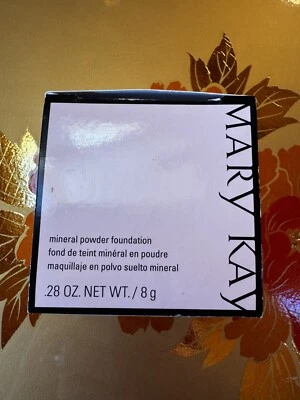 MARY KAY
mineral powder foundation
fond de teint minéral en poudre
maquillaje en polvo suelto mineral
.28 OZ. NET WT. / 8 g